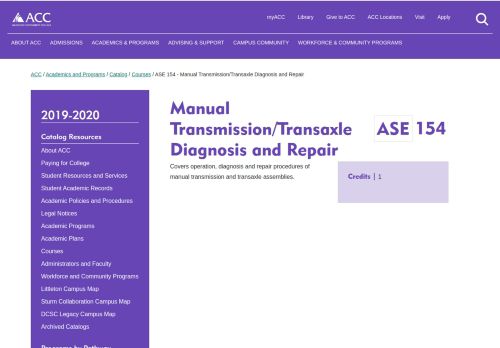 ACC
myACC Library Give to ACC ACC Locations Visit Apply
ABOUT ACC ADMISSIONS ACADEMICS & PROGRAMS ADVISING & SUPPORT CAMPUS COMMUNITY WORKFORCE & COMMUNITY PROGRAMS
ACC / Academics and Programs / Catalog / Courses / ASE 154 - Manual Transmission/Transaxle Diagnosis and Repair
2019-2020
Catalog Resources
About ACC
Paying for College
Student Resources and Services
Student Academic Records
Academic Policies and Procedures
Legal Notices
Academic Programs
Academic Plans
Courses
Administrators and Faculty
Workforce and Community Programs
Littleton Campus Map
Sturm Collaboration Campus Map
DCSC Legacy Campus Map
Archived Catalogs
Programs by Pathway
Manual
Transmission/Transaxle
Diagnosis and Repair
ASE 154
Covers operation, diagnosis and repair procedures of
manual transmission and transaxle assemblies.
Credits | 1